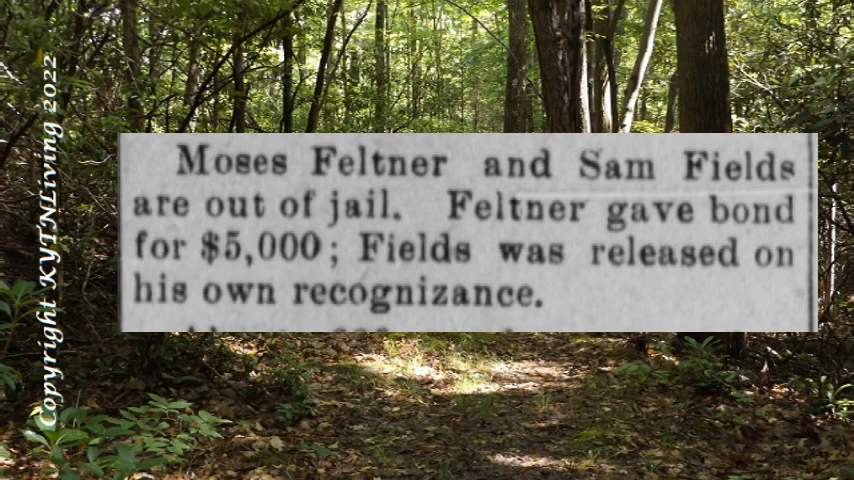 Moses Feltner and Sam Fields
are out of jail. Feltner gave bond
for $5,000; Fields was released on
his own recognizance.
Copyright KYTNLiving 2022